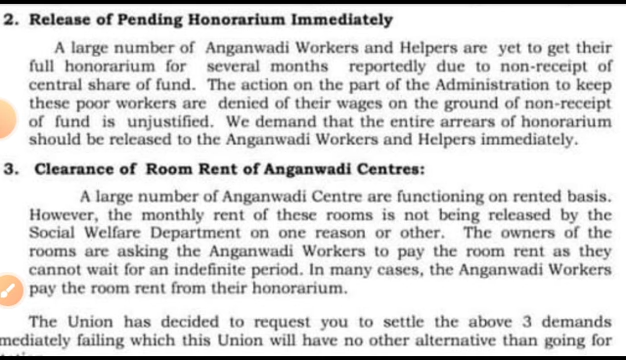 2. Release of Pending Honorarium Immediately
A large number of Anganwadi Workers and Helpers are yet to get their
full honorarium for several months reportedly due to non-receipt of
central share of fund. The action on the part of the Administration to keep
these poor workers are denied of their wages on the ground of non-receipt
of fund is unjustified. We demand that the entire arrears of honorarium
should be released to the Anganwadi Workers and Helpers immediately.
3. Clearance of Room Rent of Anganwadi Centres:
A large number of Anganwadi Centre are functioning on rented basis.
However, the monthly rent of these rooms is not being released by the
Social Welfare Department on one reason or other. The owners of the
rooms are asking the Anganwadi Workers to pay the room rent as they
cannot wait for an indefinite period. In many cases, the Anganwadi Workers
pay the room rent from their honorarium.
The Union has decided to request you to settle the above 3 demands
mediately failing which this Union will have no other alternative than going for